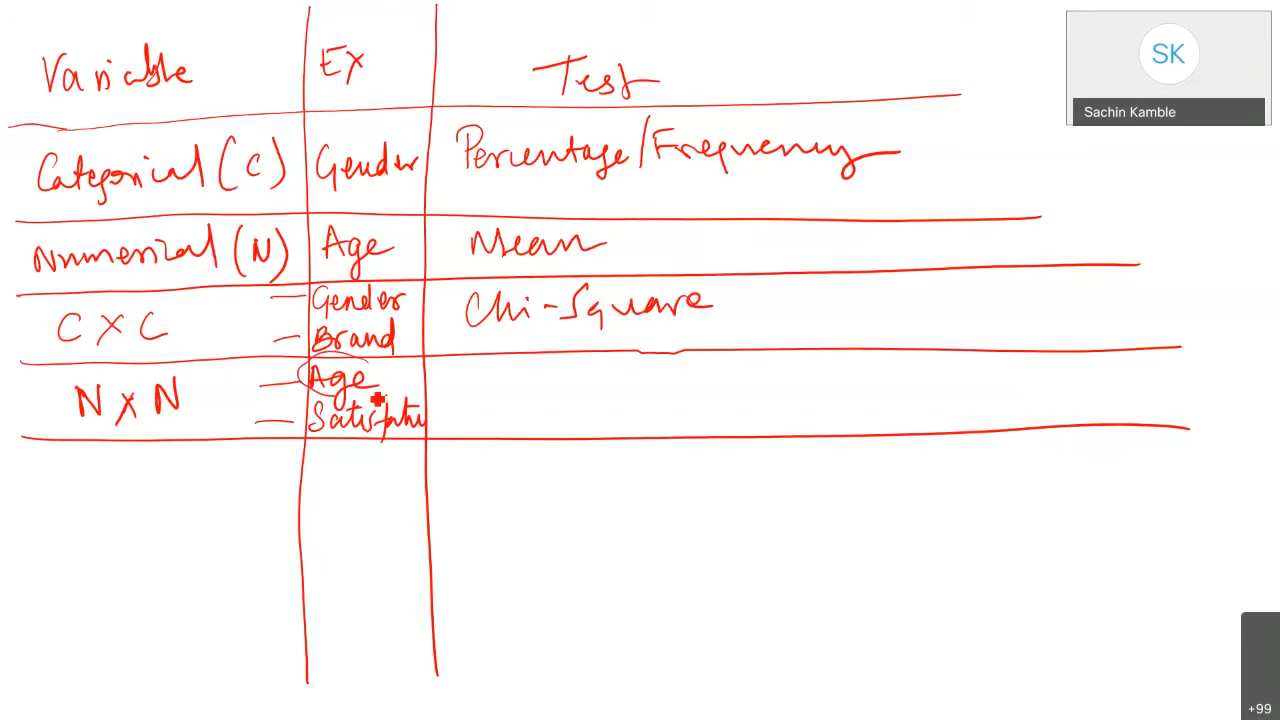 Variable Ex Test
Categorical (C) Gender Percentage/Frequency
Numerical (N) Age Mean
C X C Gender Chi-Square
Brand
N X N Age
SK
Sachin Kamble
+99